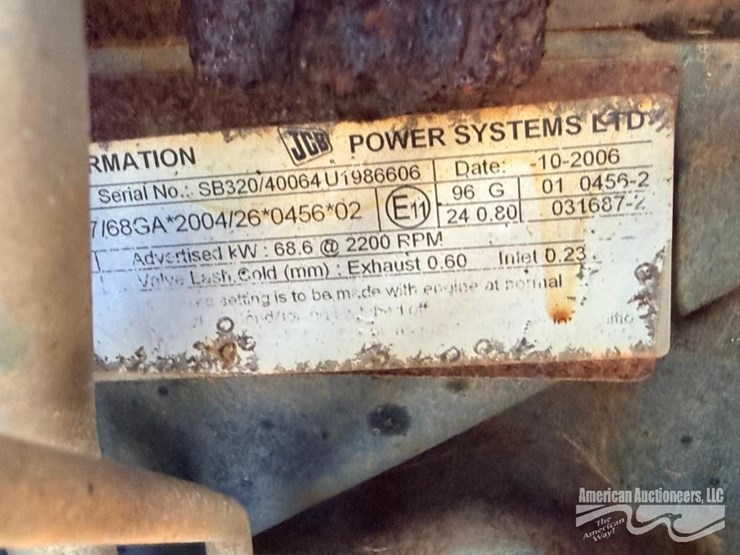 RMATION JCB POWER SYSTEMS LTD.
Serial No.: SB320/40064U1986606 Date: -10-2006
7/68GA*2004/26*0456*02 E11 96 G 01 0456-2
24 0.80 031687-2
Advertised kW : 68.6 @ 2200 RPM
Valve Lash Cold (mm) : Exhaust 0.60 Inlet 0.23
setting is to be made with engine at normal
American Auctioneers, LLC
The
American
Way!